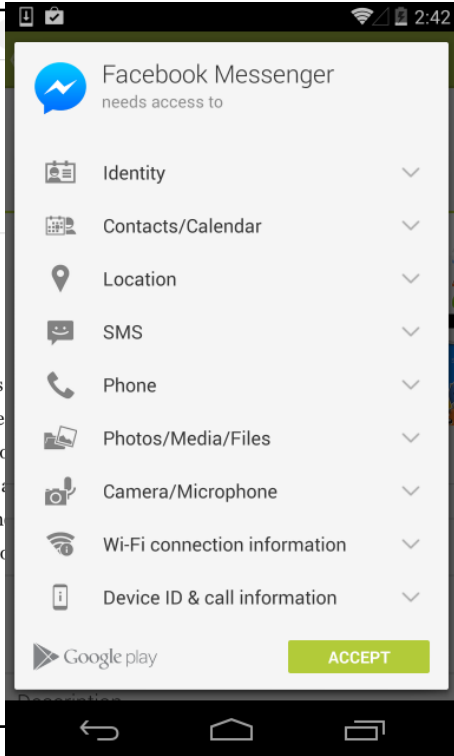 2:42
Facebook Messenger
needs access to
Identity
Contacts/Calendar
Location
SMS
Phone
Photos/Media/Files
Camera/Microphone
Wi-Fi connection information
Device ID & call information
Google play
ACCEPT